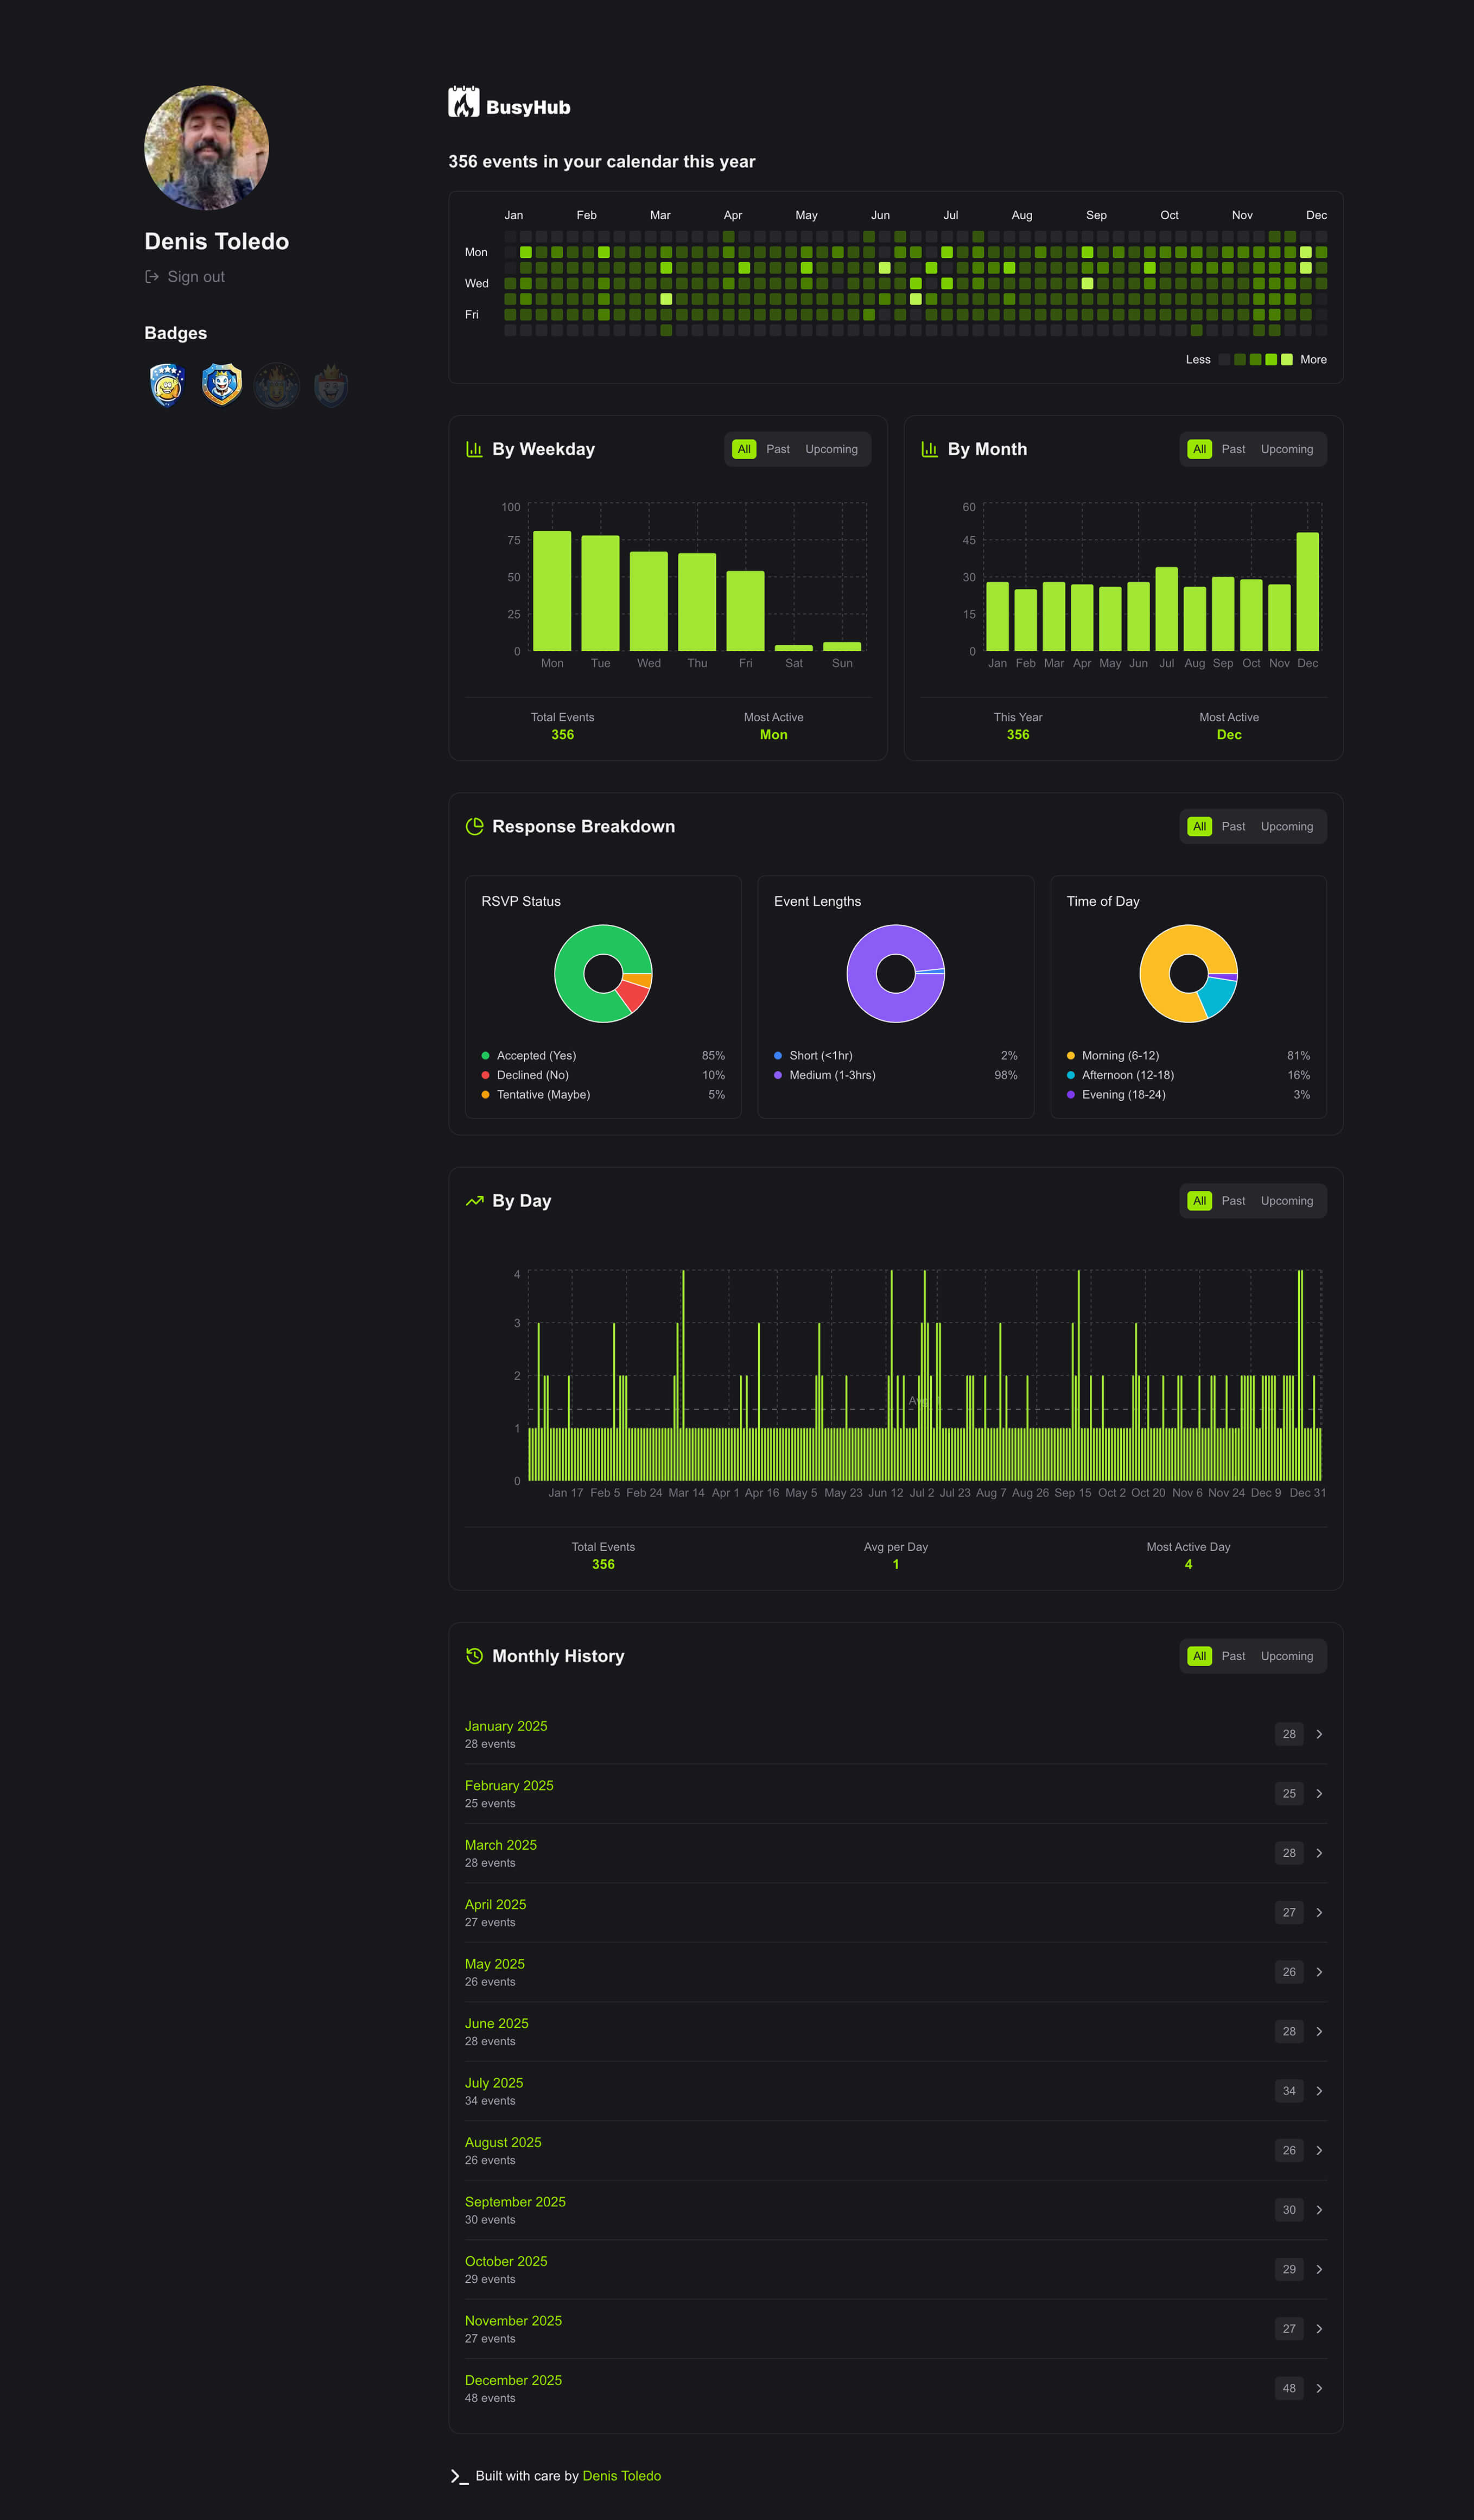 Denis Toledo
Sign out
Badges
BusyHub
356 events in your calendar this year
Jan Feb Mar Apr May Jun Jul Aug Sep Oct Nov Dec
Mon
Wed
Fri
Less More
By Weekday
All Past Upcoming
100
75
50
25
0
Mon Tue Wed Thu Fri Sat Sun
Total Events Most Active
356 Mon
By Month
All Past Upcoming
60
45
30
15
0
Jan Feb Mar Apr May Jun Jul Aug Sep Oct Nov Dec
This Year Most Active
356 Dec
Response Breakdown
All Past Upcoming
RSVP Status
Accepted (Yes) 85%
Declined (No) 10%
Tentative (Maybe) 5%
Event Lengths
Short (<1hr) 2%
Medium (1-3hrs) 98%
Time of Day
Morning (6-12) 81%
Afternoon (12-18) 16%
Evening (18-24) 3%
By Day
All Past Upcoming
4
3
2
1
0
Jan 17 Feb 5 Feb 24 Mar 14 Apr 1 Apr 16 May 5 May 23 Jun 12 Jul 2 Jul 23 Aug 7 Aug 26 Sep 15 Oct 2 Oct 20 Nov 6 Nov 24 Dec 9 Dec 31
Total Events Avg per Day Most Active Day
356 1 4
Monthly History
All Past Upcoming
January 2025
28 events
28
February 2025
25 events
25
March 2025
28 events
28
April 2025
27 events
27
May 2025
26 events
26
June 2025
28 events
28
July 2025
34 events
34
August 2025
26 events
26
September 2025
30 events
30
October 2025
29 events
29
November 2025
27 events
27
December 2025
48 events
48
Built with care by Denis Toledo